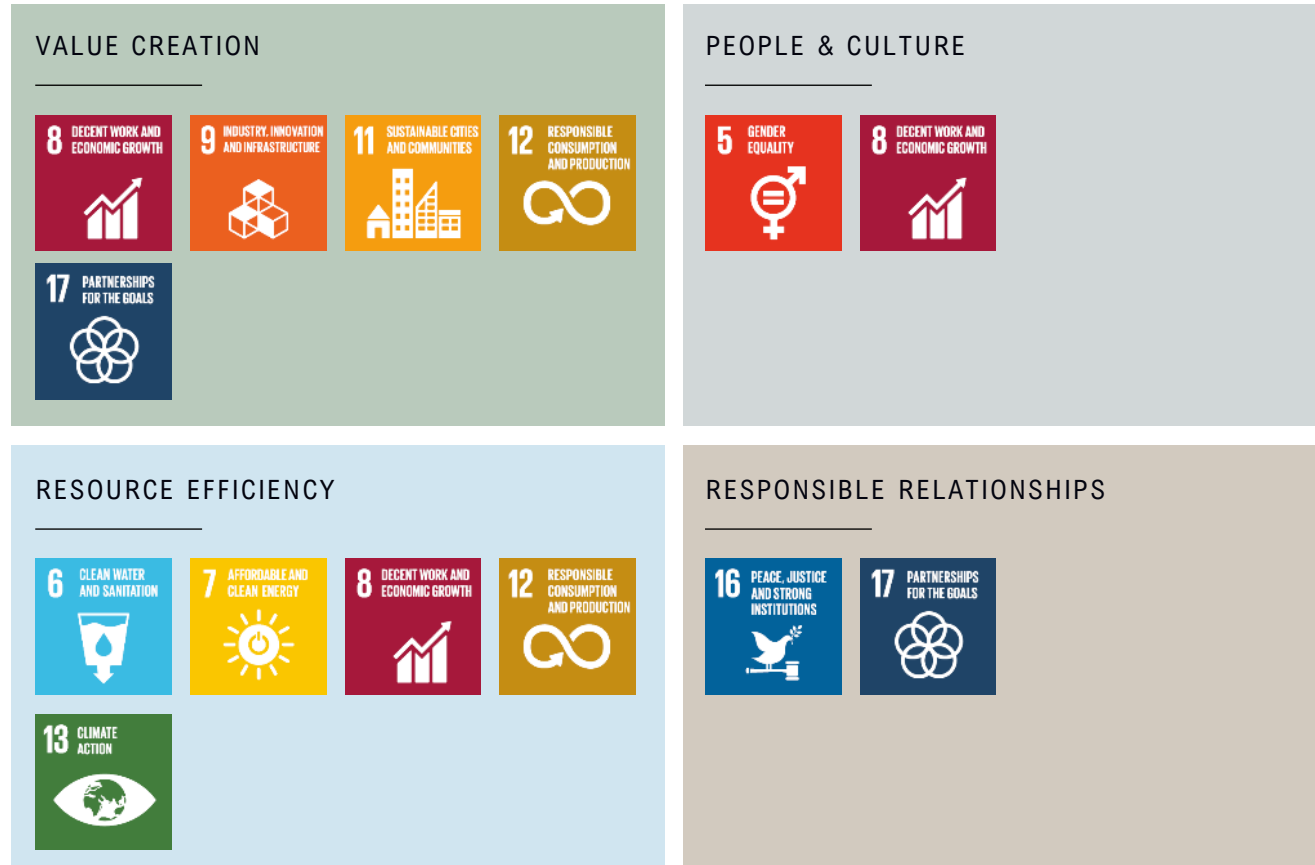 VALUE CREATION
8 DECENT WORK AND
ECONOMIC GROWTH
9 INDUSTRY, INNOVATION
AND INFRASTRUCTURE
11 SUSTAINABLE CITIES
AND COMMUNITIES
12 RESPONSIBLE
CONSUMPTION
AND PRODUCTION
17 PARTNERSHIPS
FOR THE GOALS
PEOPLE & CULTURE
5 GENDER
EQUALITY
8 DECENT WORK AND
ECONOMIC GROWTH
RESOURCE EFFICIENCY
6 CLEAN WATER
AND SANITATION
7 AFFORDABLE AND
CLEAN ENERGY
8 DECENT WORK AND
ECONOMIC GROWTH
12 RESPONSIBLE
CONSUMPTION
AND PRODUCTION
13 CLIMATE
ACTION
RESPONSIBLE RELATIONSHIPS
16 PEACE, JUSTICE
AND STRONG
INSTITUTIONS
17 PARTNERSHIPS
FOR THE GOALS